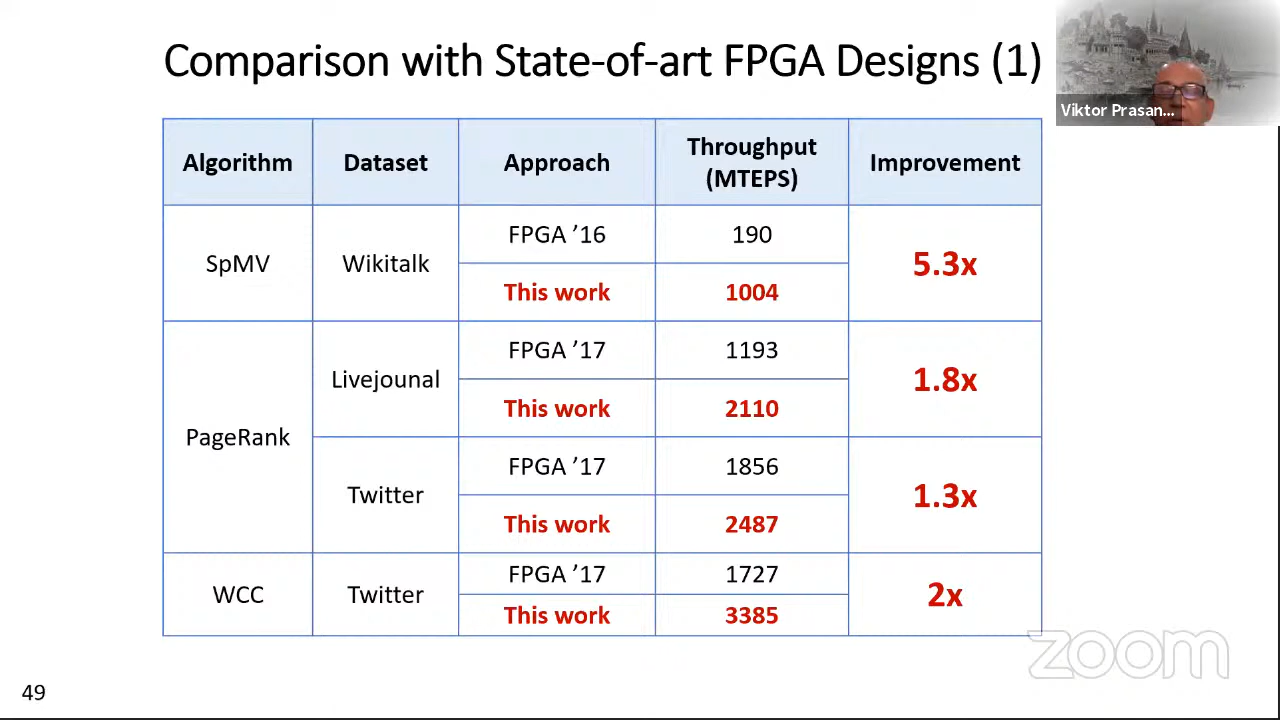 Comparison with State-of-art FPGA Designs (1)
Viktor Prasan...
Algorithm Dataset Approach Throughput (MTEPS) Improvement
SpMV Wikitalk FPGA ’16 190 5.3x
This work 1004
PageRank Livejounal FPGA ’17 1193 1.8x
This work 2110
Twitter FPGA ’17 1856 1.3x
This work 2487
WCC Twitter FPGA ’17 1727 2x
This work 3385
zoom
49